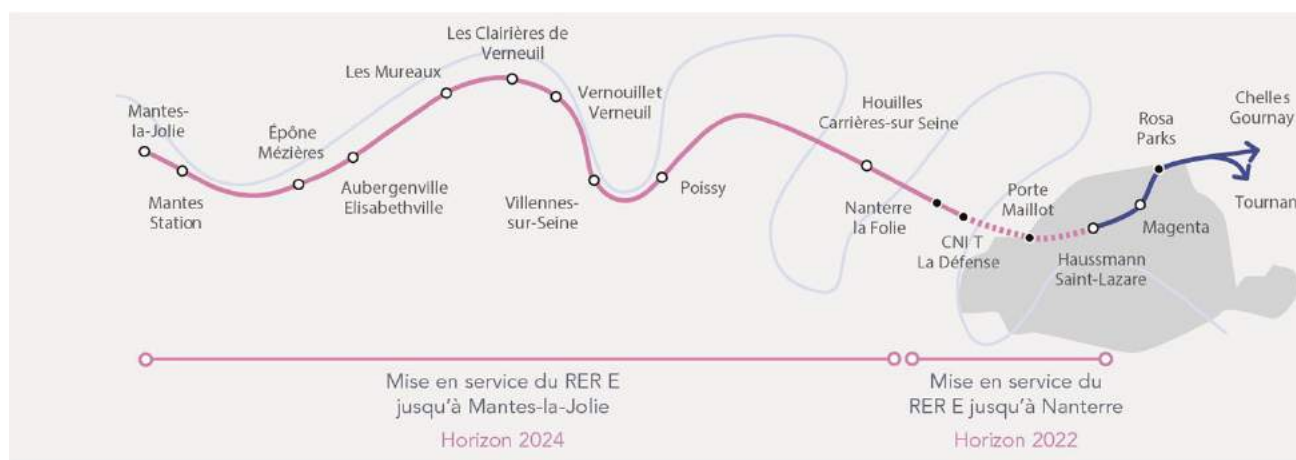 Mantes-
la-Jolie
Mantes
Station
Épône
Mézières
Aubergenville
Elisabethville
Les Mureaux
Les Clairières de
Verneuil
Vernouillet
Verneuil
Villennes-
sur-Seine
Poissy
Houilles
Carrières-sur Seine
Nanterre
la Folie
CNI T
La Défense
Porte
Maillot
Haussmann
Saint-Lazare
Magenta
Rosa
Parks
Chelles
Gournay
Tournan
Mise en service du RER E
jusqu'à Mantes-la-Jolie
Horizon 2024
Mise en service du
RER E jusqu'à Nanterre
Horizon 2022